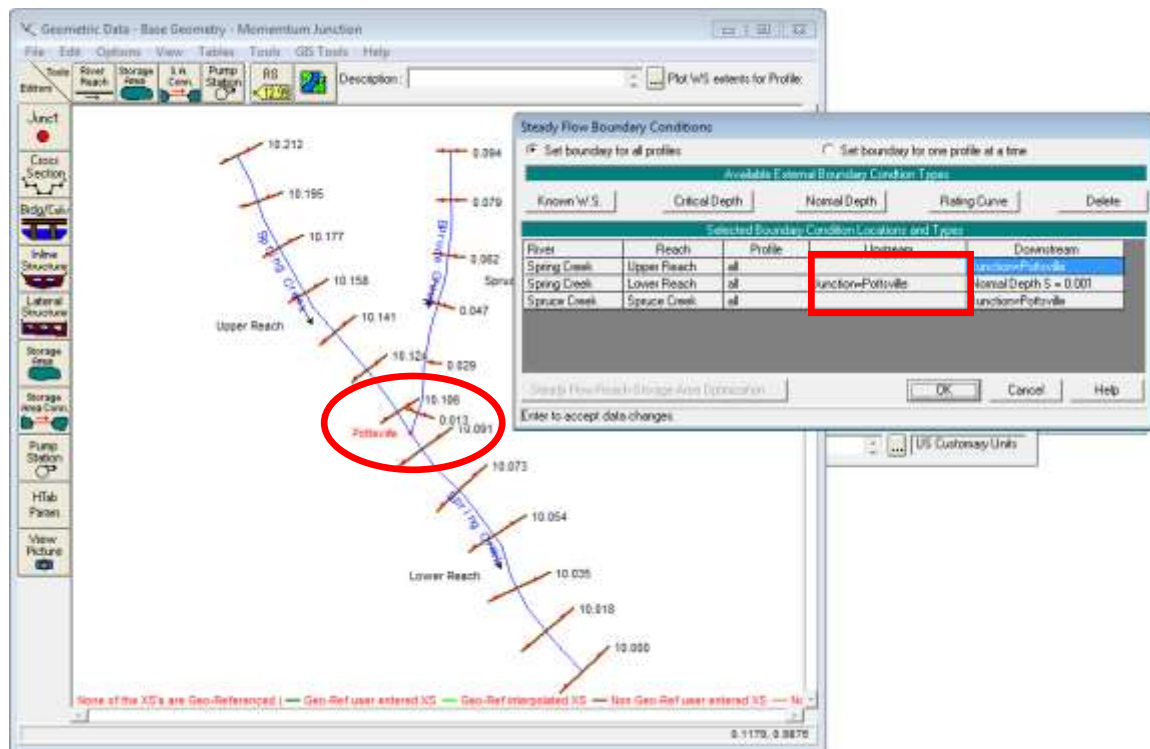 Geometric Data - Base Geometry - Momentum Junction
File Edit Options View Tables Tools GIS Tools Help
Tools
Editors
River Reach
Storage Area
S.A. Conn.
Pump Station
RS
Description :
... Plot WS extents for Profile:
Junct
Cross Section
Brdg/Culv
Inline Structure
Lateral Structure
Storage Area
Storage Area Conn.
Pump Station
HTab Param.
View Picture
10.212
10.195
10.177
10.158
10.141
10.124
10.106
10.091
10.073
10.054
10.035
10.018
10.000
0.094
0.079
0.062
0.047
0.029
0.013
Spring Creek
Spruce Creek
Spruc
Upper Reach
Pottsville
Spring Creek
Lower Reach
None of the XS's are Geo-Referenced ( — Geo-Ref user entered XS — Geo-Ref interpolated XS — Non Geo-Ref user entered XS — No
0.1179, 0.8876
Steady Flow Boundary Conditions
Set boundary for all profiles Set boundary for one profile at a time
Available External Boundary Condition Types
Known W.S. Critical Depth Normal Depth Rating Curve Delete
Selected Boundary Condition Locations and Types
River Reach Profile Upstream Downstream
Spring Creek Upper Reach all Junction=Pottsville
Spring Creek Lower Reach all Junction=Pottsville Normal Depth S = 0.001
Spruce Creek Spruce Creek all Junction=Pottsville
Steady Flow Reach-Storage Area Optimization ... OK Cancel Help
Enter to accept data changes.
... US Customary Units